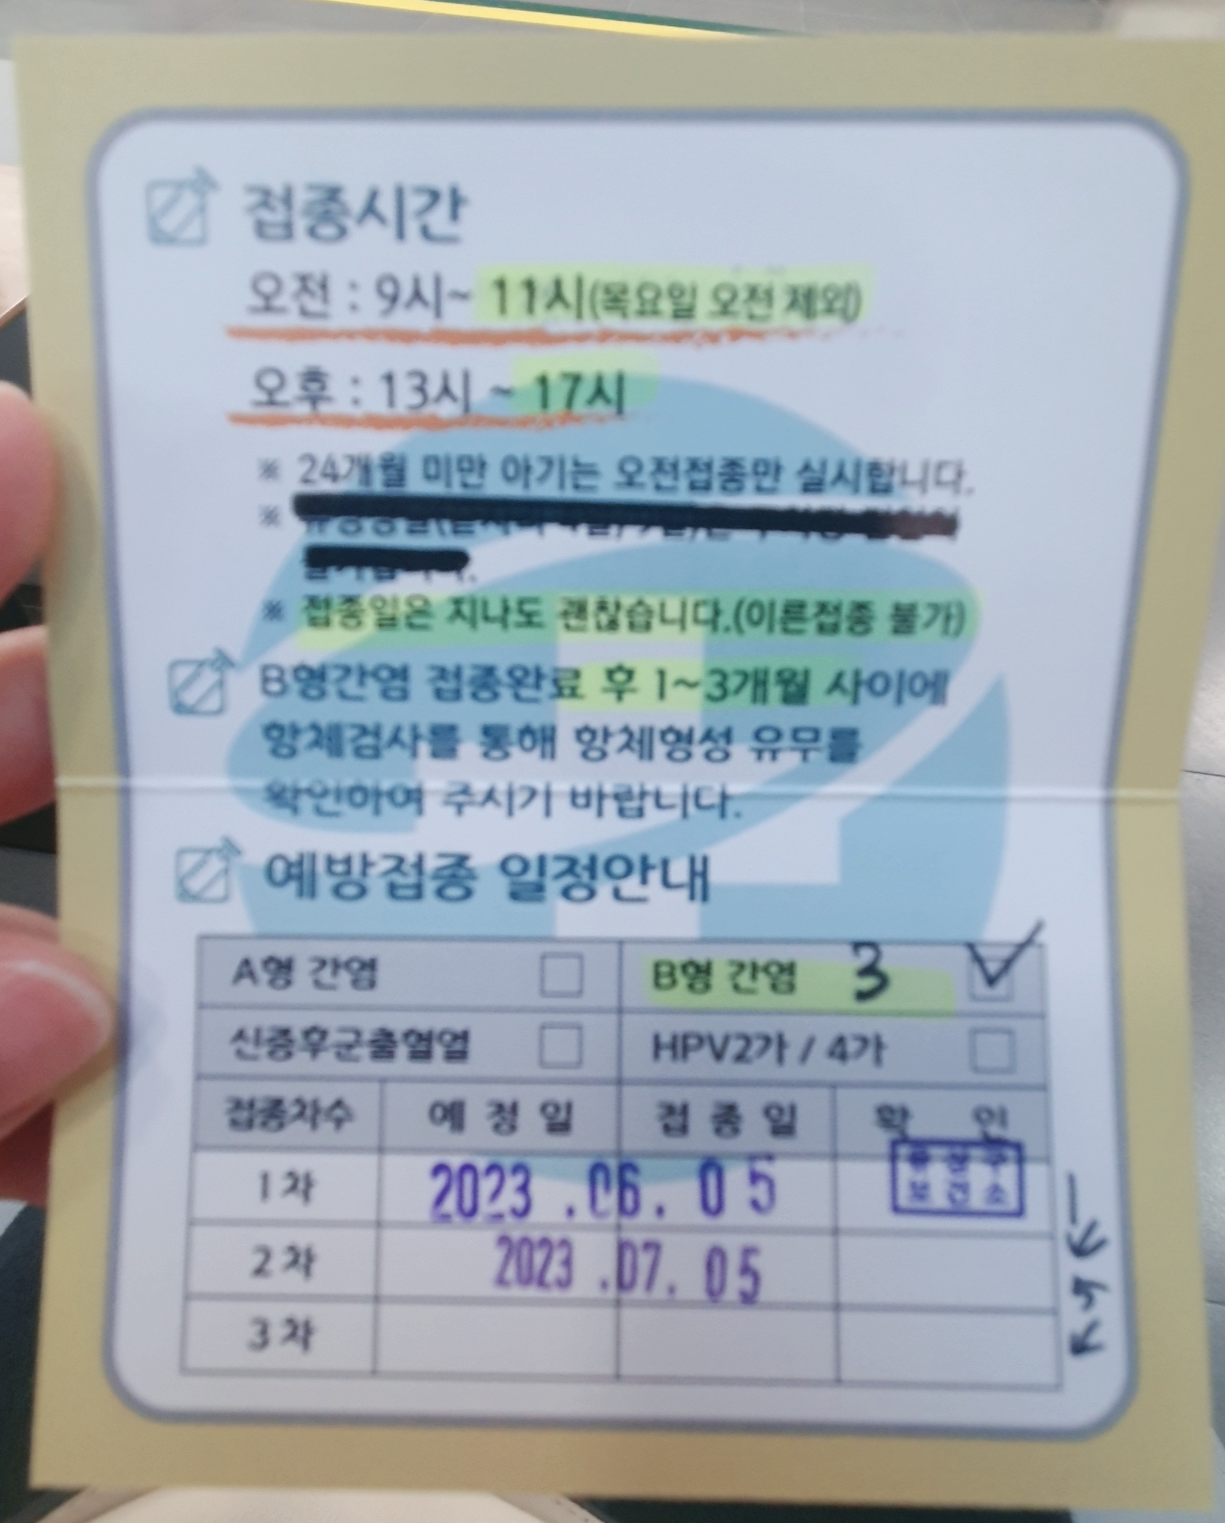 접종시간
오전 : 9시~ 11시(목요일 오전 제외)
오후 : 13시 ~ 17시
※ 24개월 미만 아기는 오전접종만 실시합니다.
※
※ 접종일은 지나도 괜찮습니다.(이른접종 불가)
B형간염 접종완료 후 1~3개월 사이에
항체검사를 통해 항체형성 유무를
확인하여 주시기 바랍니다.
예방접종 일정안내
A형 간염 B형 간염 3
신증후군출혈열 HPV2가 / 4가
접종차수 예 정 일 접 종 일 확 인
1차 2023 .06. 05 유성구
보건소
2차 2023 .07. 05
3차